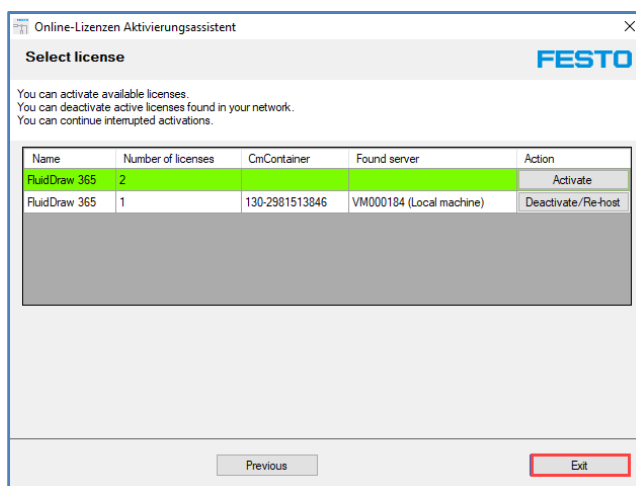 Online-Lizenzen Aktivierungsassistent
Select license
FESTO
You can activate available licenses.
You can deactivate active licenses found in your network.
You can continue interrupted activations.
Name Number of licenses CmContainer Found server Action
FluidDraw 365 2 Activate
FluidDraw 365 1 130-2981513846 VM000184 (Local machine) Deactivate/Re-host
Previous Exit